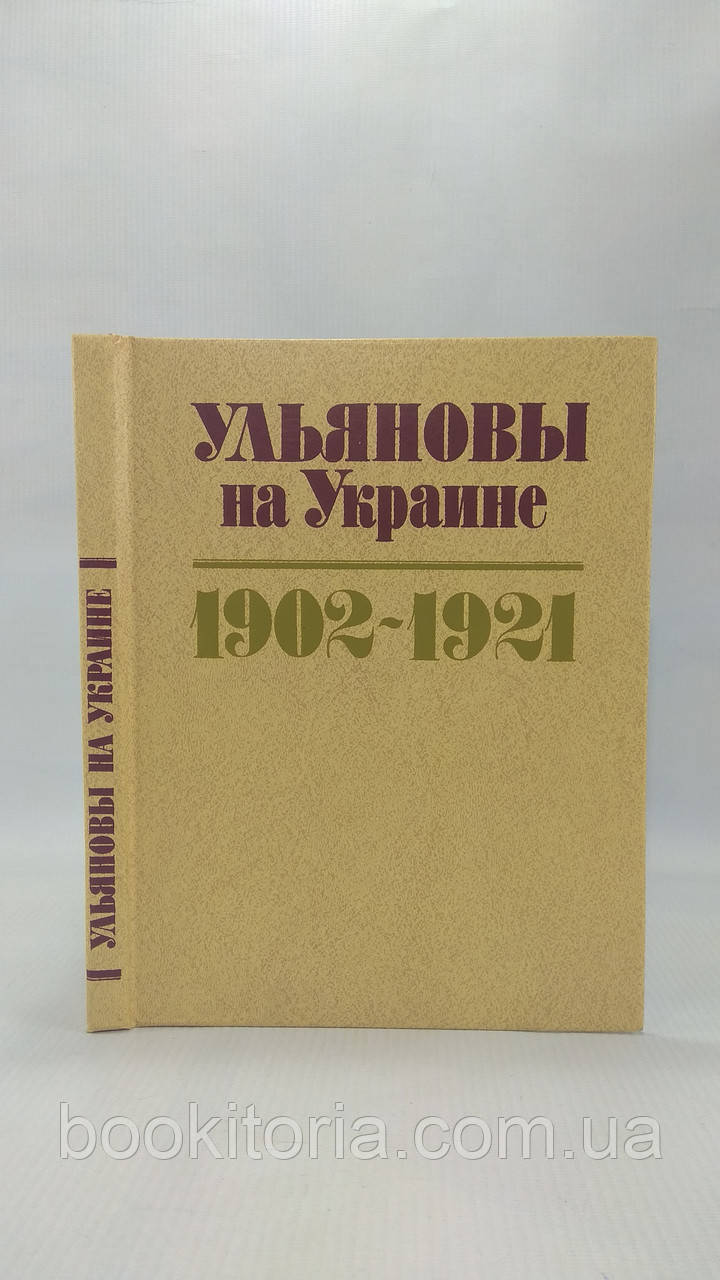 УЛЬЯНОВЫ
на Украине
1902-1921
УЛЬЯНОВЫ НА УКРАИНЕ
bookitoria.com.ua